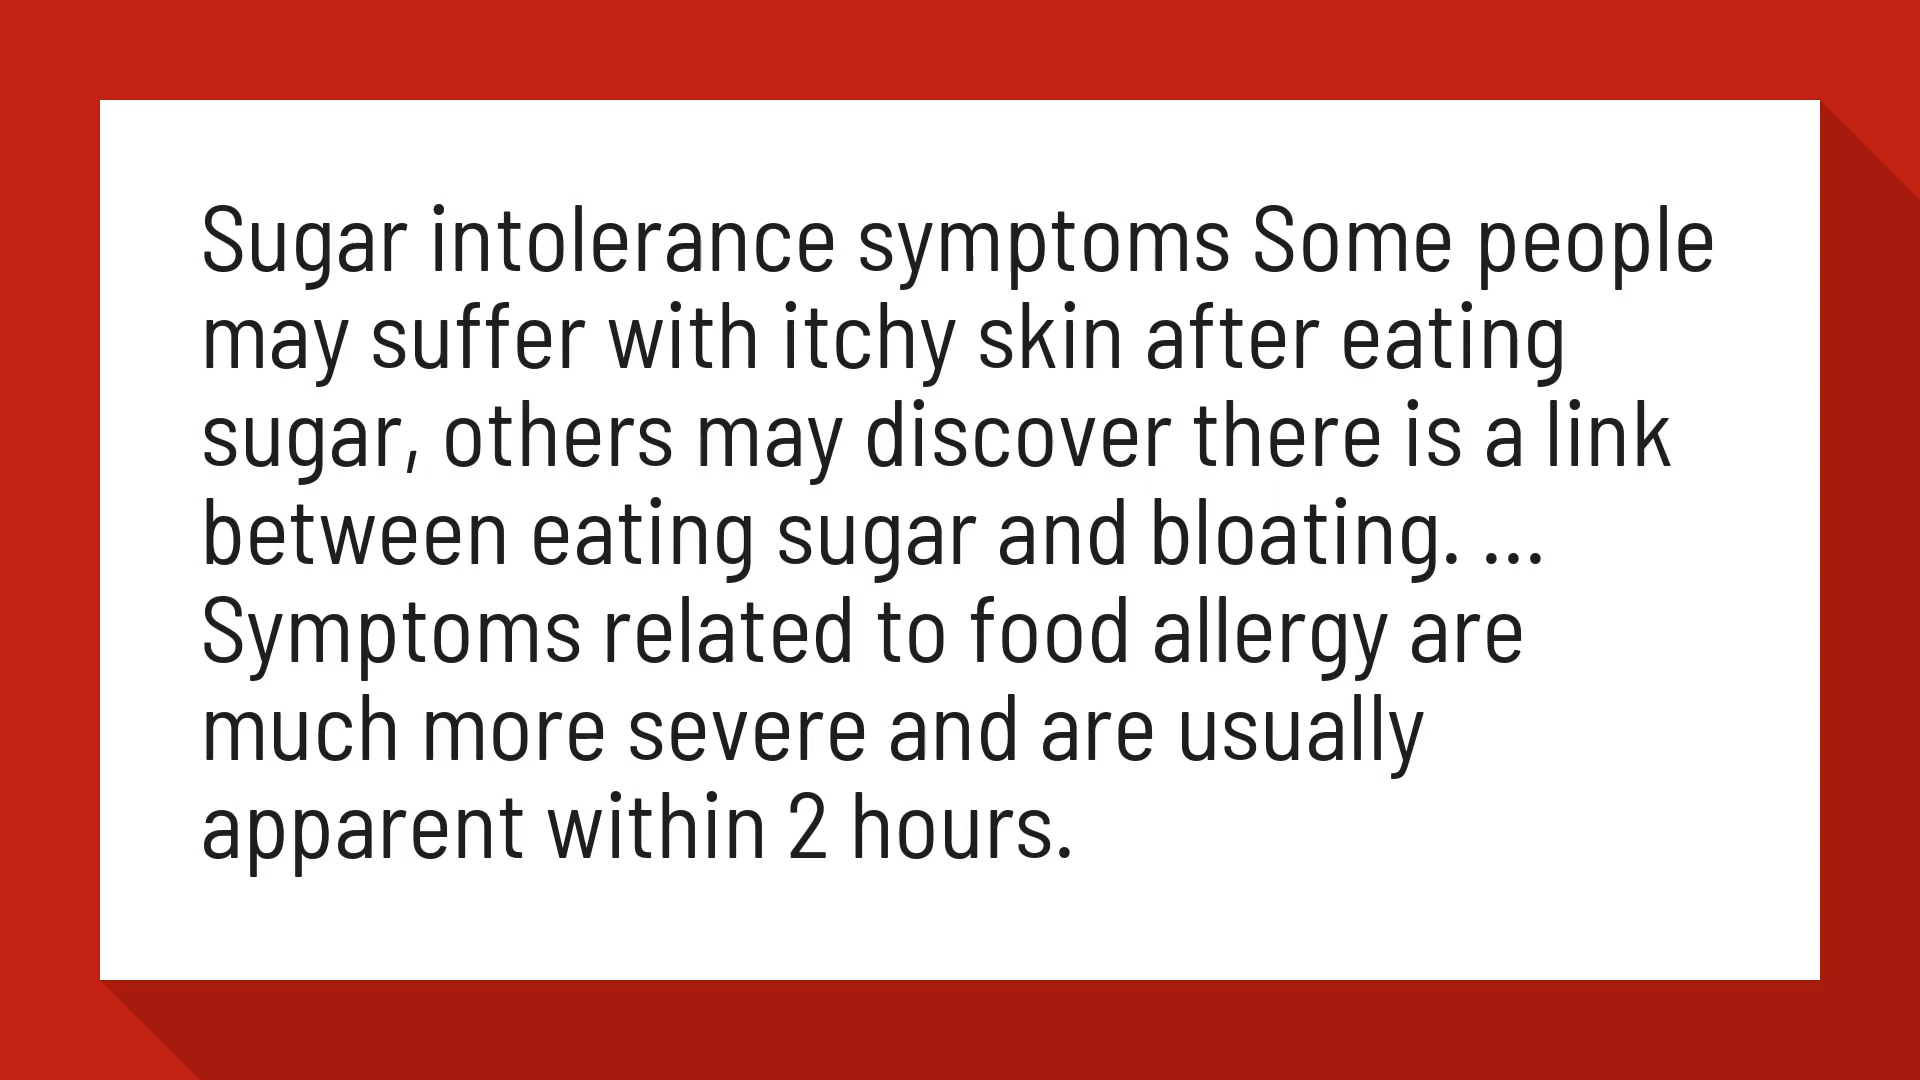 Sugar intolerance symptoms Some people
may suffer with itchy skin after eating
sugar, others may discover there is a link
between eating sugar and bloating. ...
Symptoms related to food allergy are
much more severe and are usually
apparent within 2 hours.